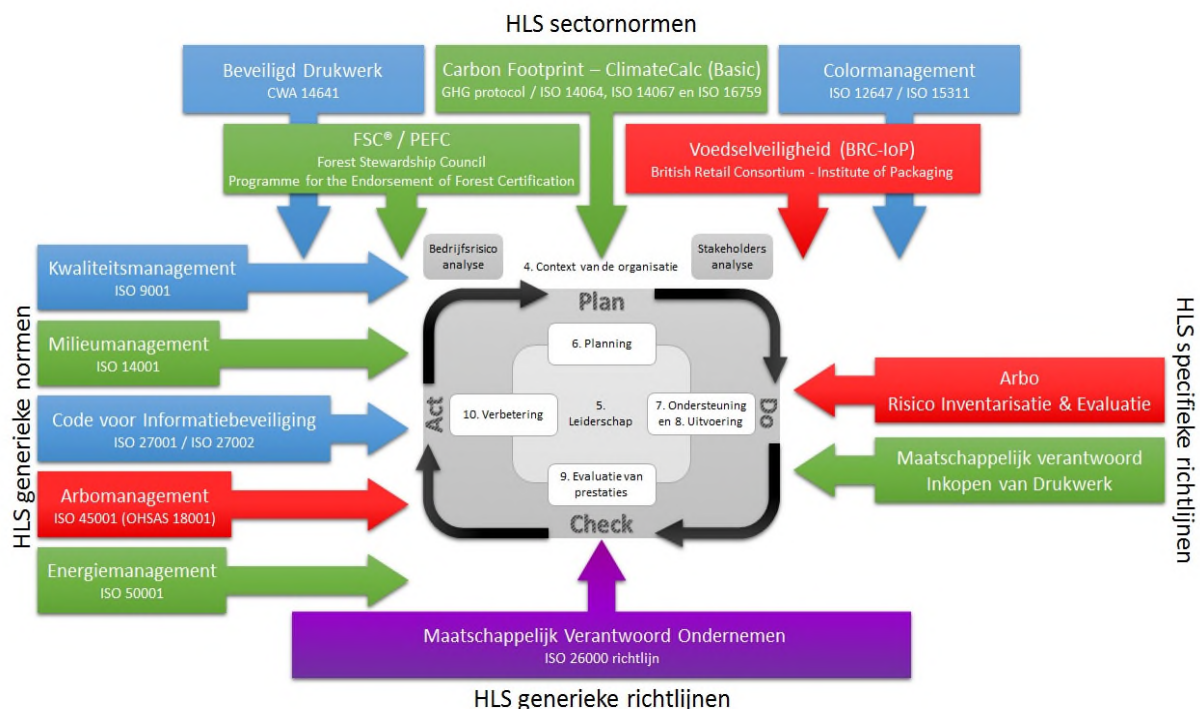 HLS sectornormen
Beveiligd Drukwerk
CWA 14641
Carbon Footprint – ClimateCalc (Basic)
GHG protocol / ISO 14064, ISO 14067 en ISO 16759
Colormanagement
ISO 12647 / ISO 15311
FSC® / PEFC
Forest Stewardship Council
Programme for the Endorsement of Forest Certification
Voedselveiligheid (BRC-IoP)
British Retail Consortium - Institute of Packaging
HLS generieke normen
Kwaliteitsmanagement
ISO 9001
Milieumanagement
ISO 14001
Code voor Informatiebeveiliging
ISO 27001 / ISO 27002
Arbomanagement
ISO 45001 (OHSAS 18001)
Energiemanagement
ISO 50001
Bedrijfsrisico
analyse
4. Context van de organisatie
Stakeholders
analyse
Plan
6. Planning
Act
10. Verbetering
5.
Leiderschap
7. Ondersteuning
en 8. Uitvoering
Do
9. Evaluatie van
prestaties
Check
HLS specifieke richtlijnen
Arbo
Risico Inventarisatie & Evaluatie
Maatschappelijk verantwoord
Inkopen van Drukwerk
Maatschappelijk Verantwoord Ondernemen
ISO 26000 richtlijn
HLS generieke richtlijnen